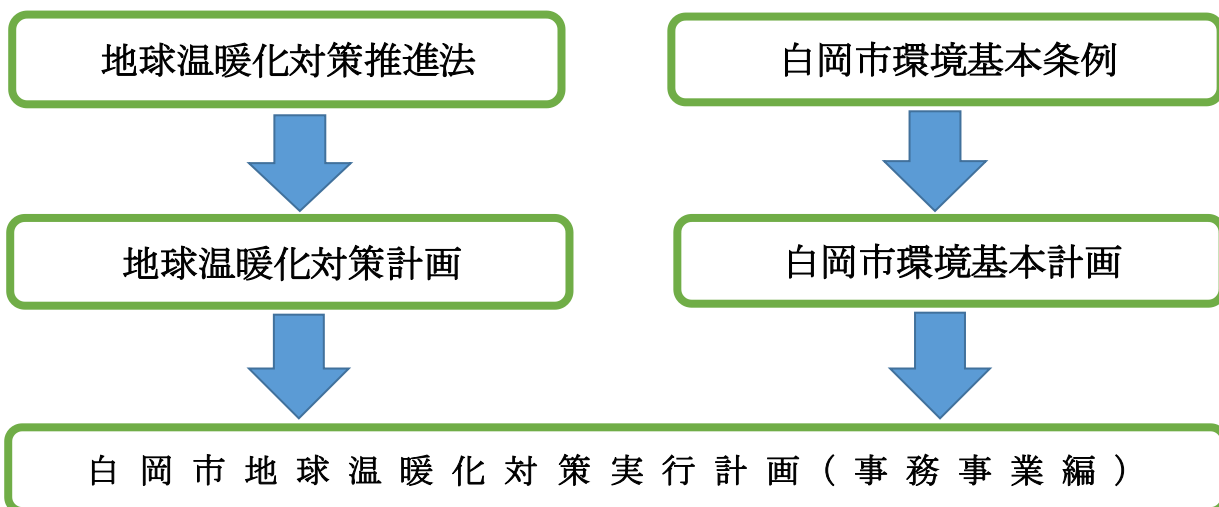 地球温暖化対策推進法
白岡市環境基本条例
地球温暖化対策計画
白岡市環境基本計画
白岡市地球温暖化対策実行計画(事務事業編)